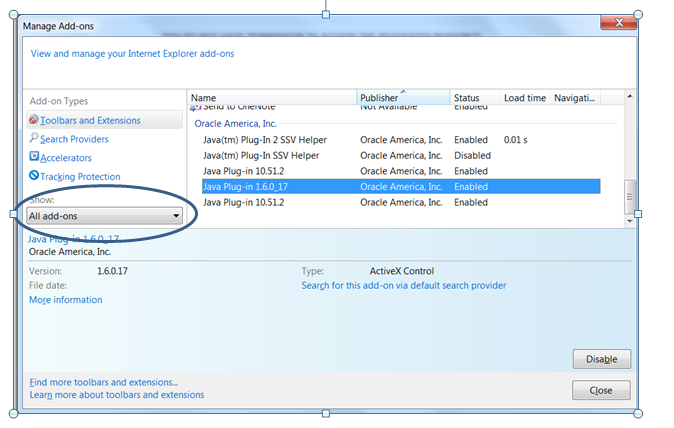 Manage Add-ons
View and manage your Internet Explorer add-ons
Add-on Types
Toolbars and Extensions
Search Providers
Accelerators
Tracking Protection
Show:
All add-ons
Name Publisher Status Load time Navigati...
Send to OneNote Not Available Enabled
Oracle America, Inc.
Java(tm) Plug-In 2 SSV Helper Oracle America, Inc. Enabled 0.01 s
Java(tm) Plug-In SSV Helper Oracle America, Inc. Disabled
Java Plug-in 10.51.2 Oracle America, Inc. Enabled
Java Plug-in 1.6.0_17 Oracle America, Inc. Enabled
Java Plug-in 10.51.2 Oracle America, Inc. Enabled
Java Plug-in 1.6.0_17
Oracle America, Inc.
Version: 1.6.0.17 Type: ActiveX Control
File date: Search for this add-on via default search provider
More information
Disable
Find more toolbars and extensions...
Learn more about toolbars and extensions
Close